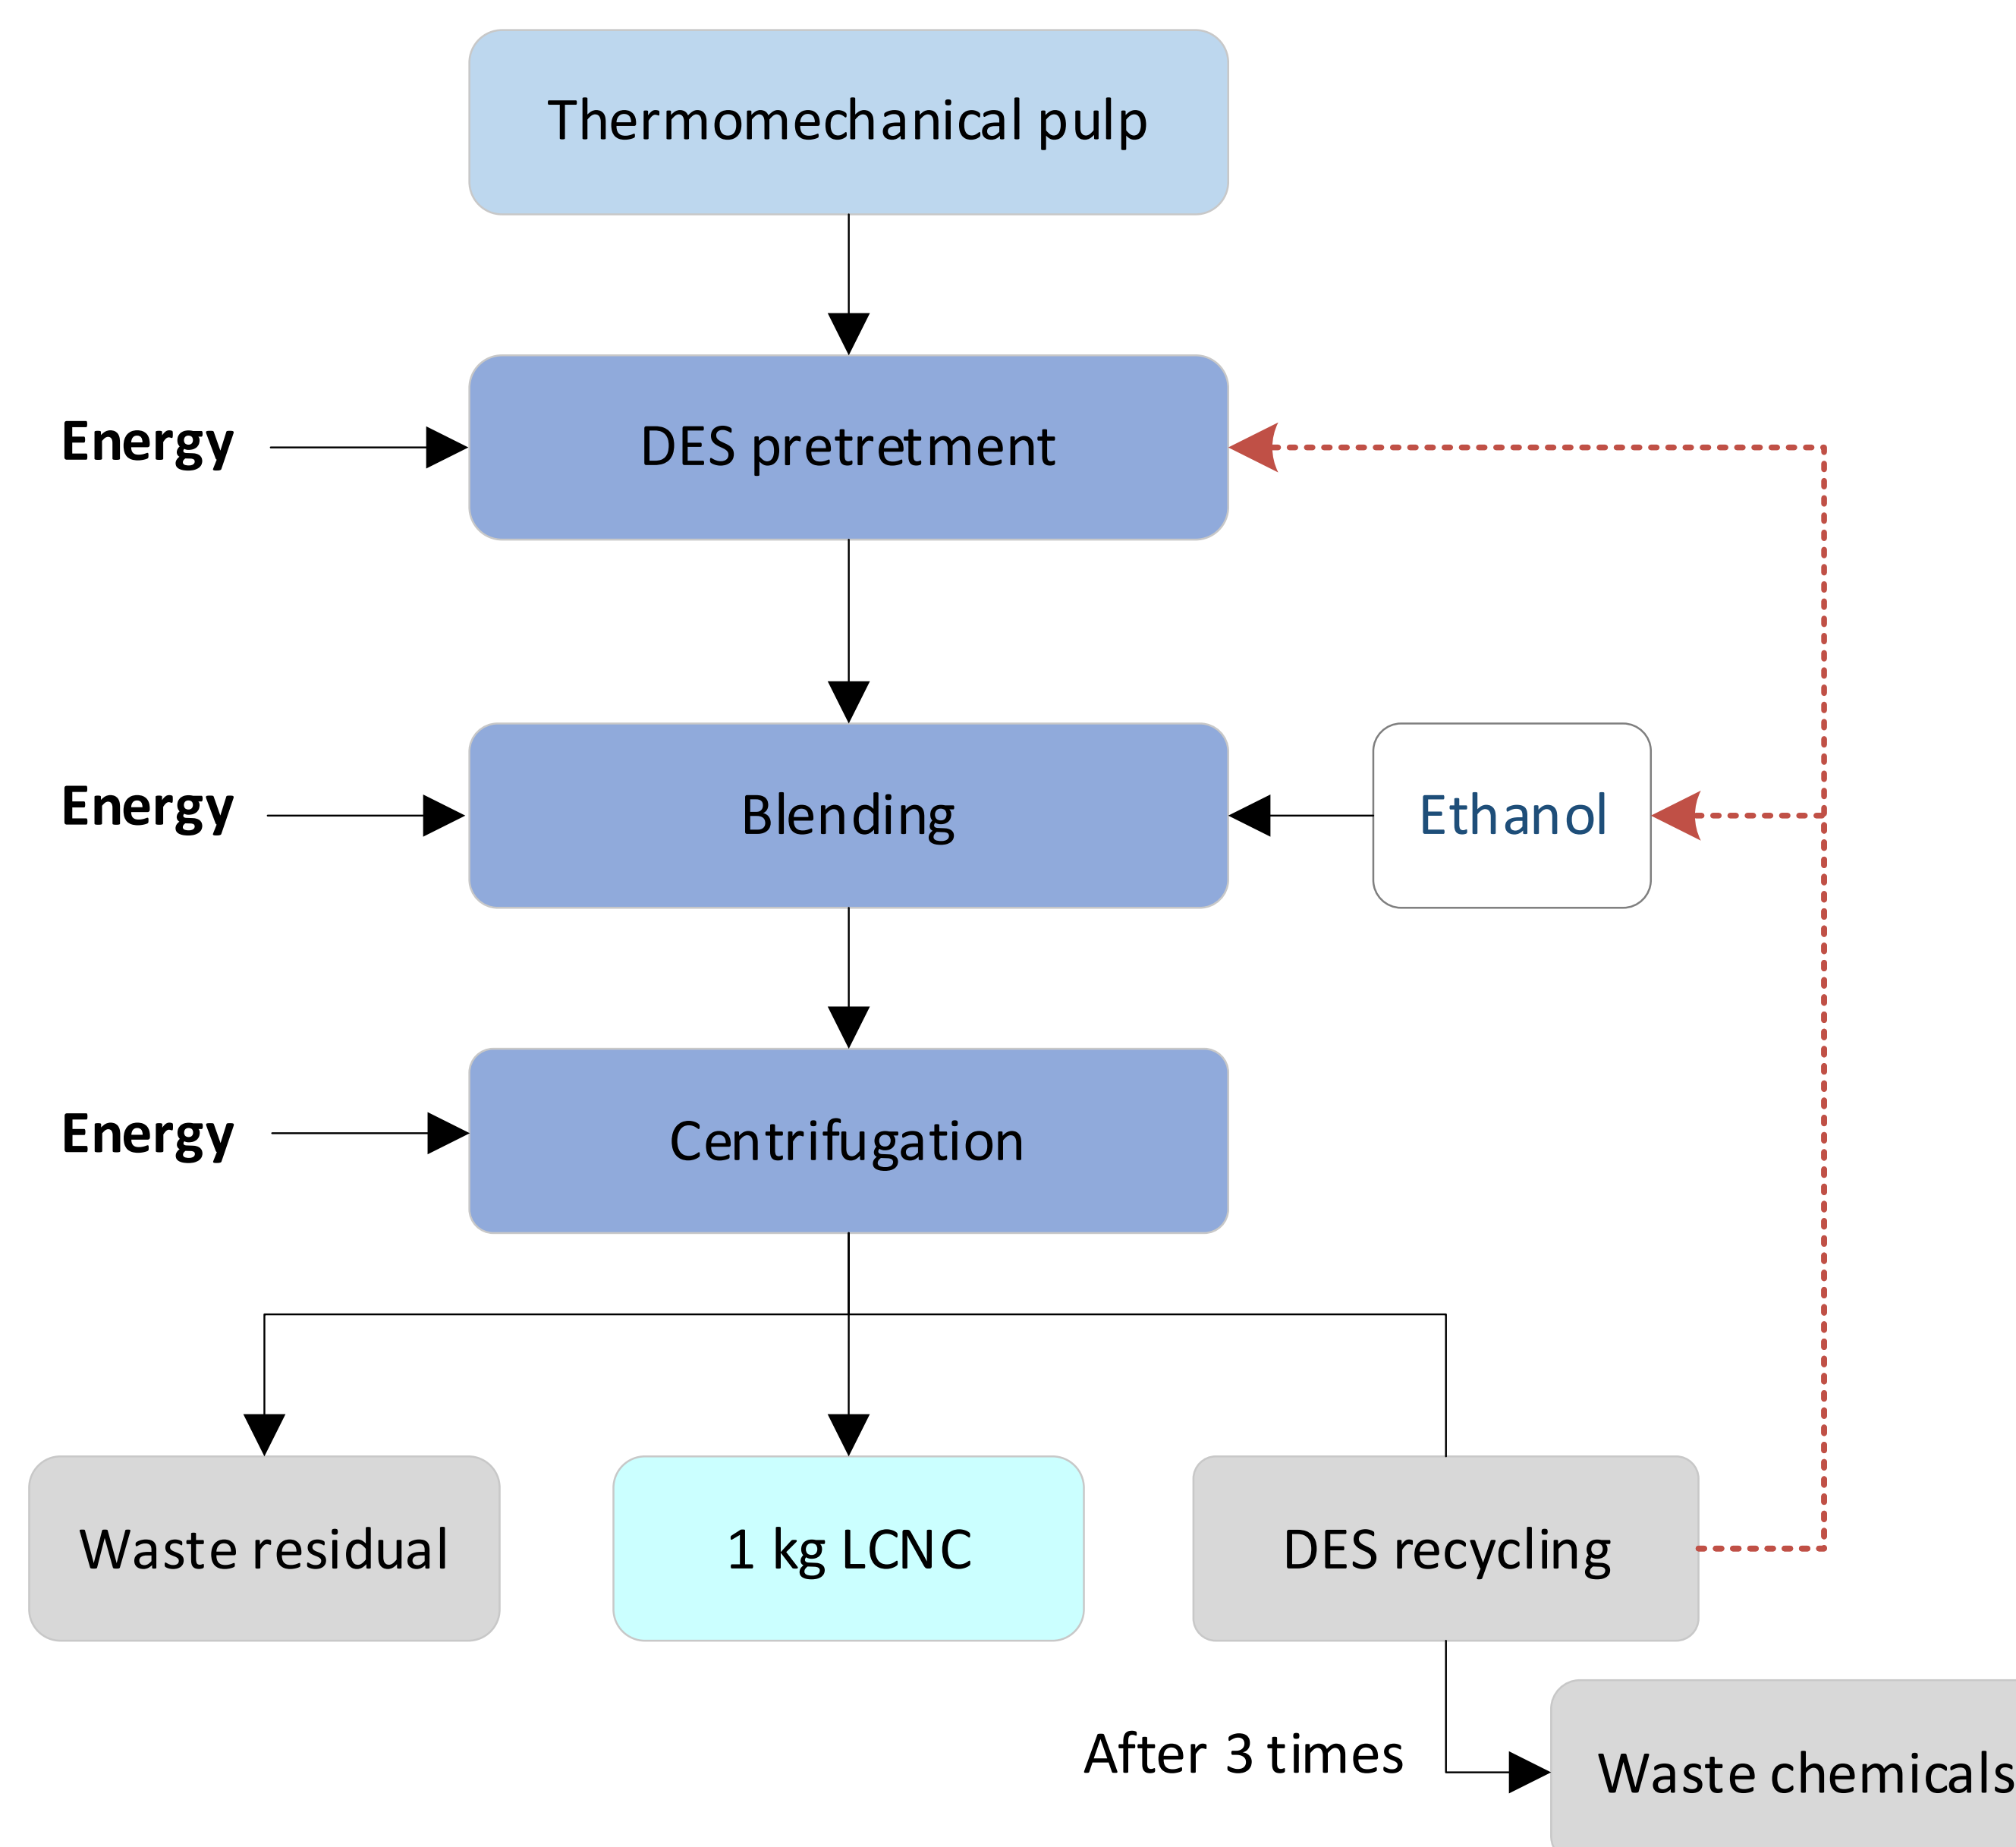 Thermomechanical pulp
Energy
DES pretretment
Energy
Blending
Ethanol
Energy
Centrifugation
Waste residual
1 kg LCNC
DES recycling
After 3 times
Waste chemicals